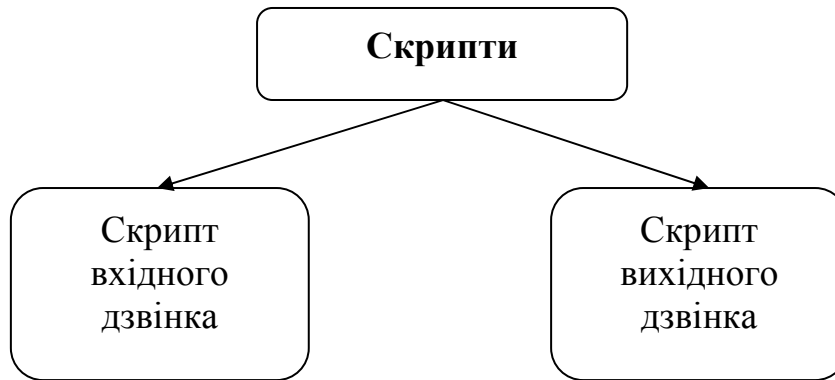 Скрипти
Скрипт
вхідного
дзвінка
Скрипт
вихідного
дзвінка